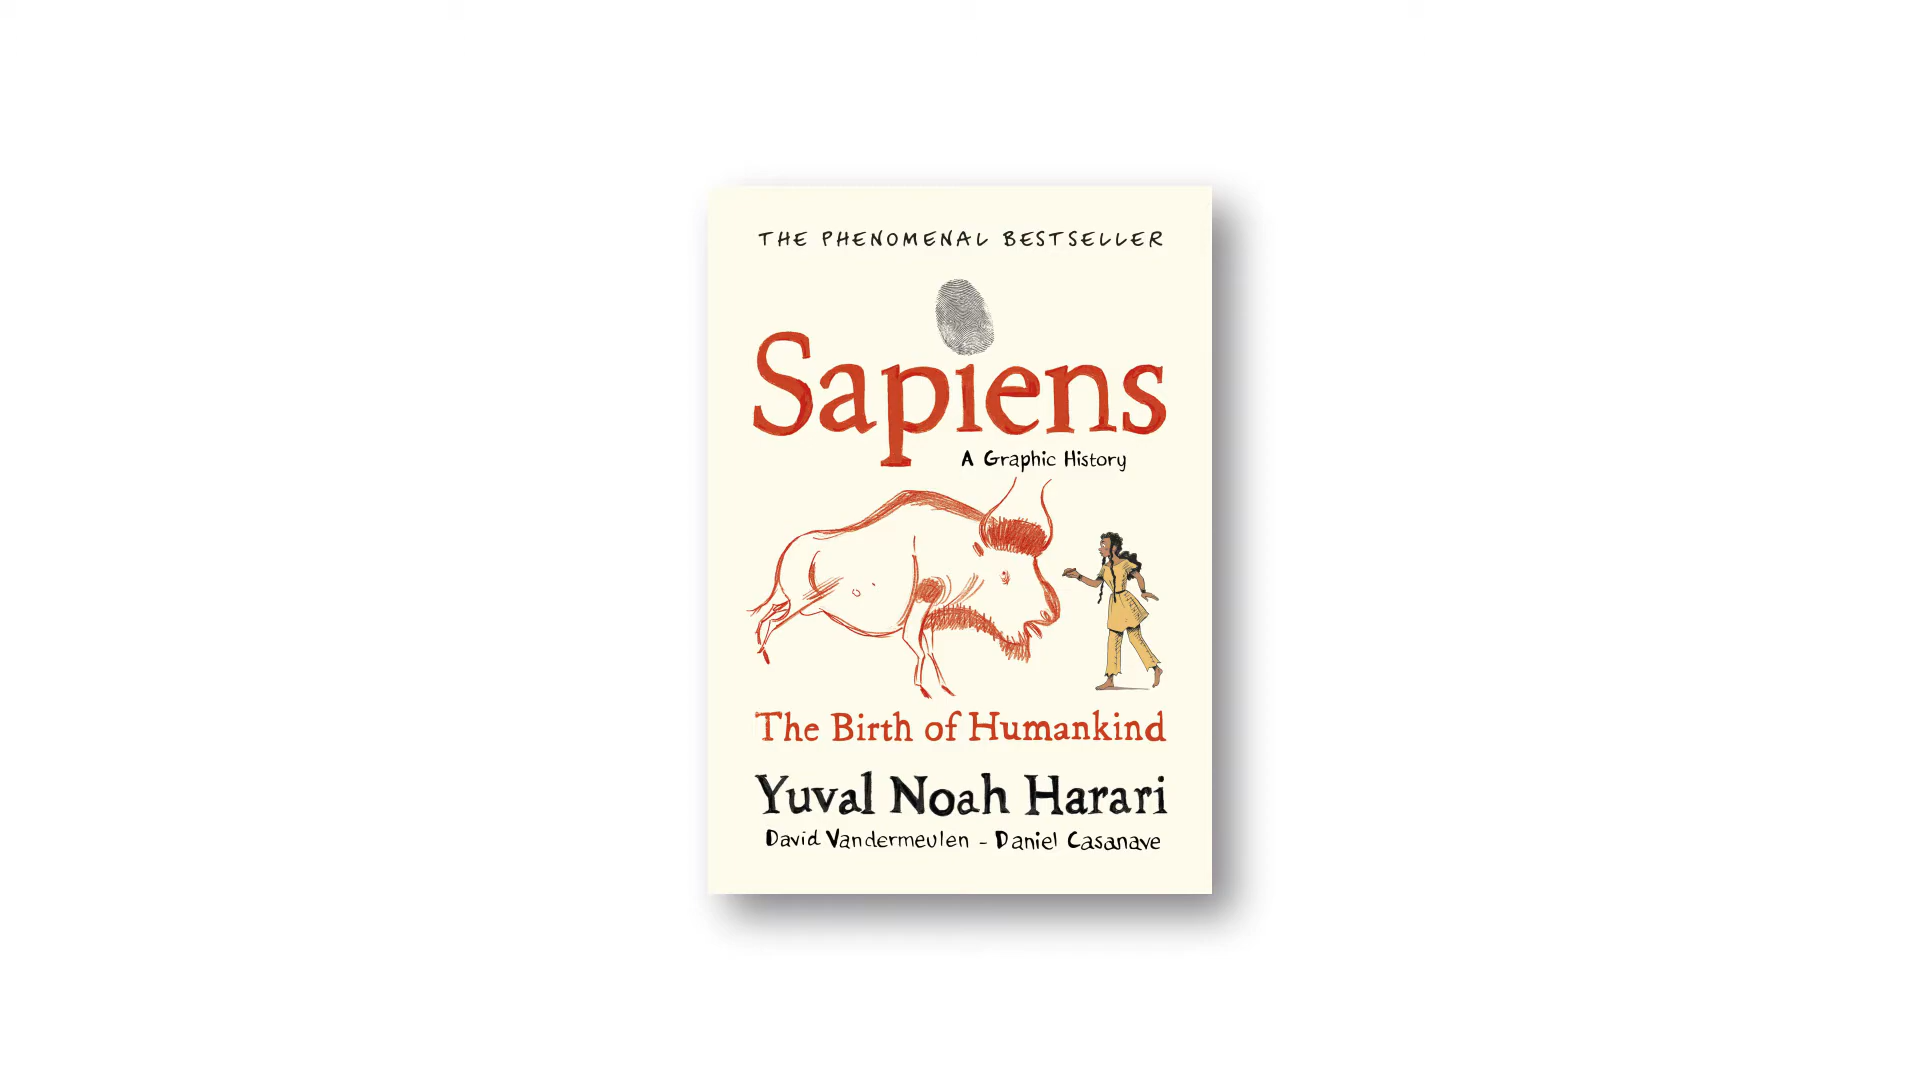 THE PHENOMENAL BESTSELLER
Sapiens
A Graphic History
The Birth of Humankind
Yuval Noah Harari
David Vandermeulen - Daniel Casanave